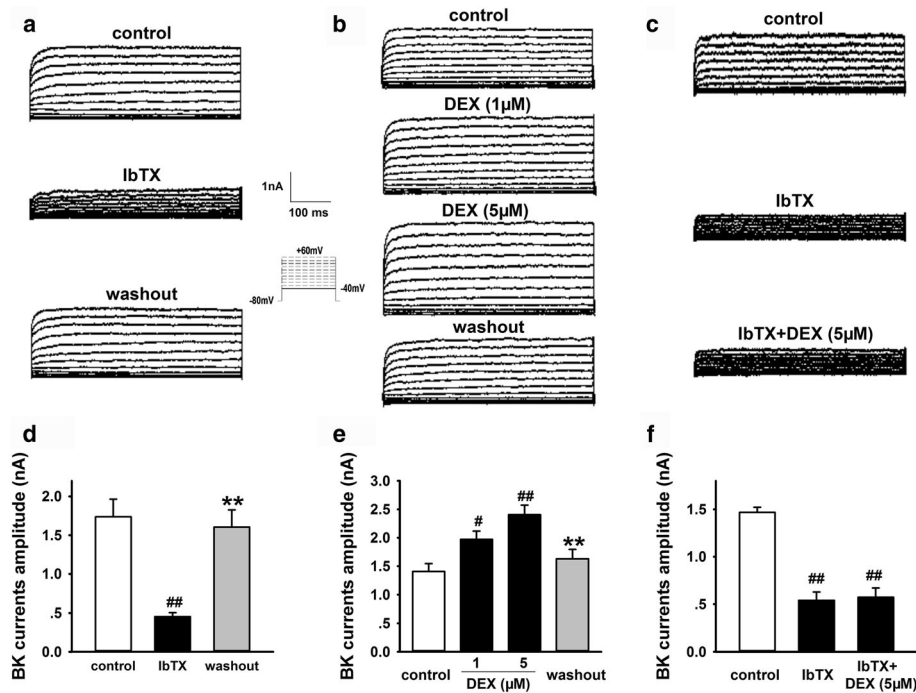 a
control
IbTX
1nA
100 ms
+60mV
-80mV
-40mV
washout
b
control
DEX (1μM)
DEX (5μM)
washout
c
control
IbTX
IbTX+DEX (5μM)
d
BK currents amplitude (nA)
2.0
1.5
1.0
.5
0.0
##
**
control IbTX washout
e
BK currents amplitude (nA)
3.0
2.5
2.0
1.5
1.0
.5
0.0
#
##
**
control 1 5 washout
DEX (μM)
f
BK currents amplitude (nA)
1.5
1.0
.5
0.0
##
##
control IbTX IbTX+
DEX (5μM)